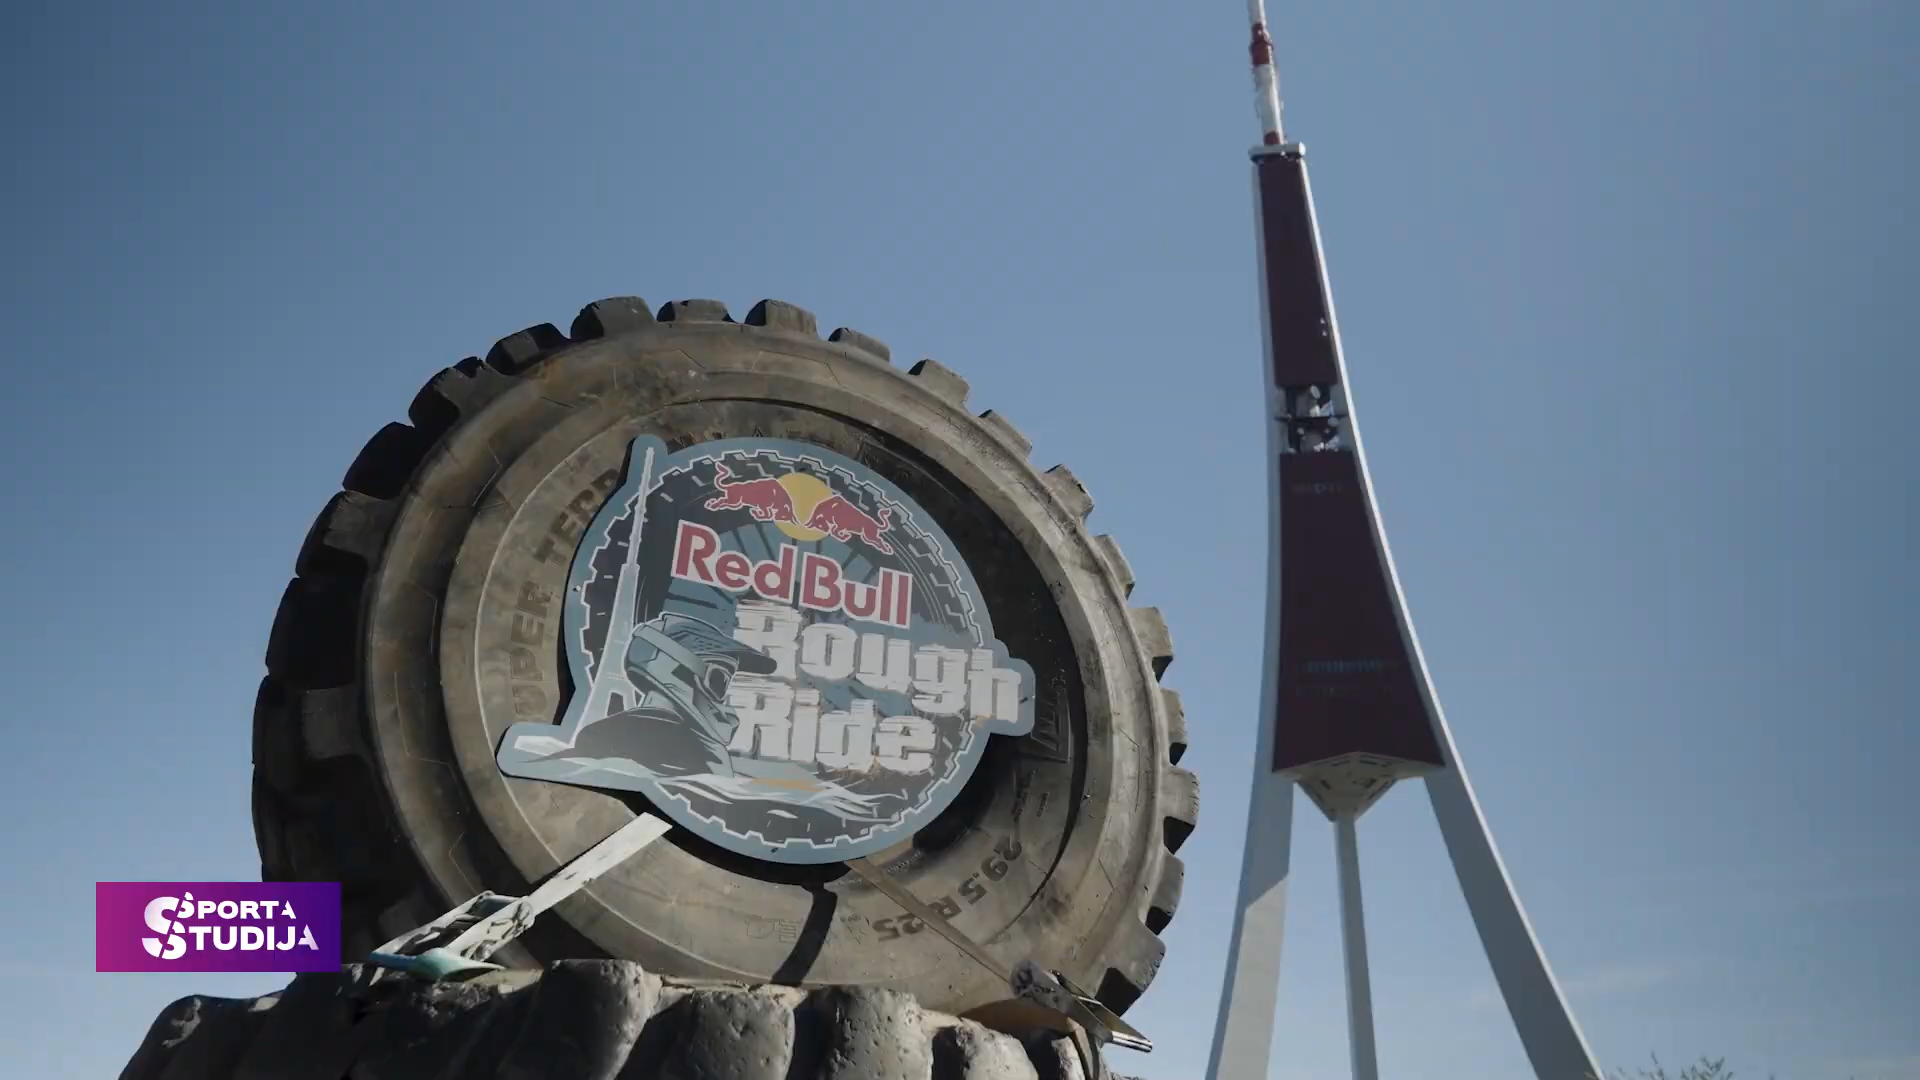 Red Bull
Rough
Ride
29.5 R 25
SPORTA
STUDIJA